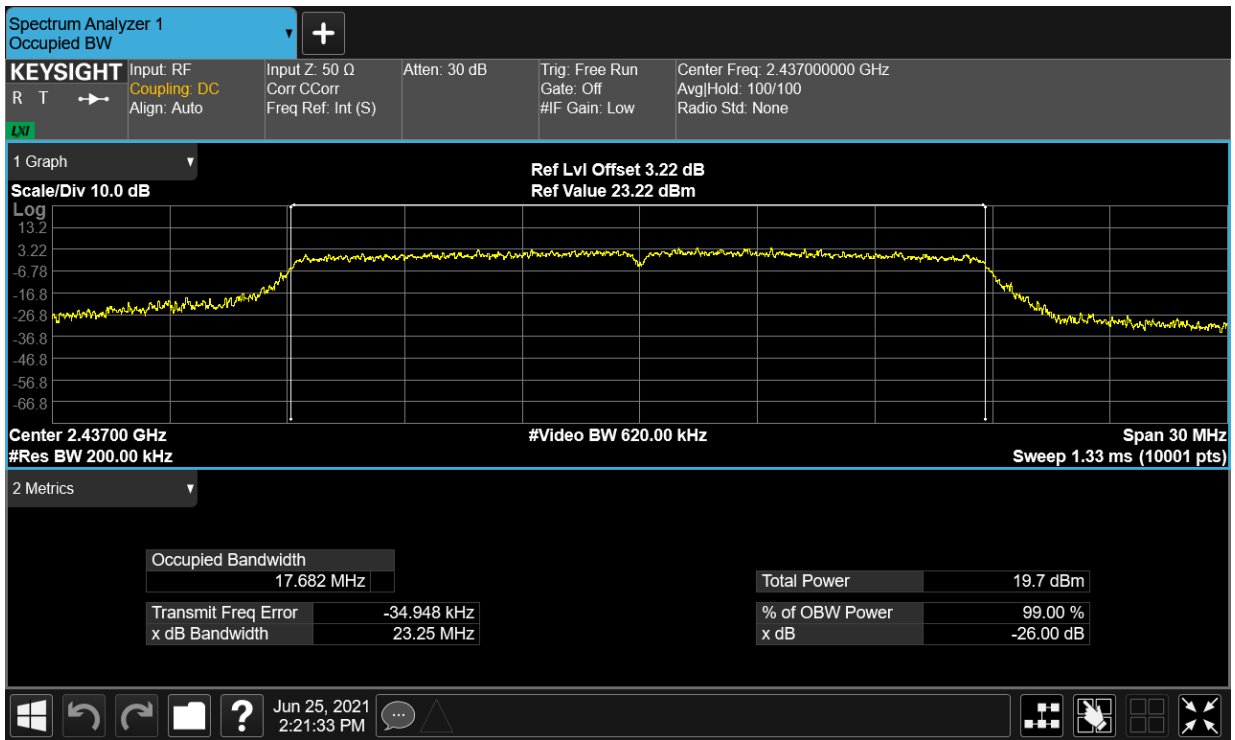 Spectrum Analyzer 1
Occupied BW
KEYSIGHT
R T
LXI
Input: RF
Coupling: DC
Align: Auto
Input Z: 50 Ω
Corr CCorr
Freq Ref: Int (S)
Atten: 30 dB
Trig: Free Run
Gate: Off
#IF Gain: Low
Center Freq: 2.437000000 GHz
Avg|Hold: 100/100
Radio Std: None
1 Graph
Ref Lvl Offset 3.22 dB
Scale/Div 10.0 dB
Ref Value 23.22 dBm
Log
13.2
3.22
-6.78
-16.8
-26.8
-36.8
-46.8
-56.8
-66.8
Center 2.43700 GHz
#Video BW 620.00 kHz
Span 30 MHz
#Res BW 200.00 kHz
Sweep 1.33 ms (10001 pts)
2 Metrics
Occupied Bandwidth
17.682 MHz
Total Power 19.7 dBm
Transmit Freq Error -34.948 kHz
% of OBW Power 99.00 %
x dB Bandwidth 23.25 MHz
x dB -26.00 dB
?
Jun 25, 2021
2:21:33 PM